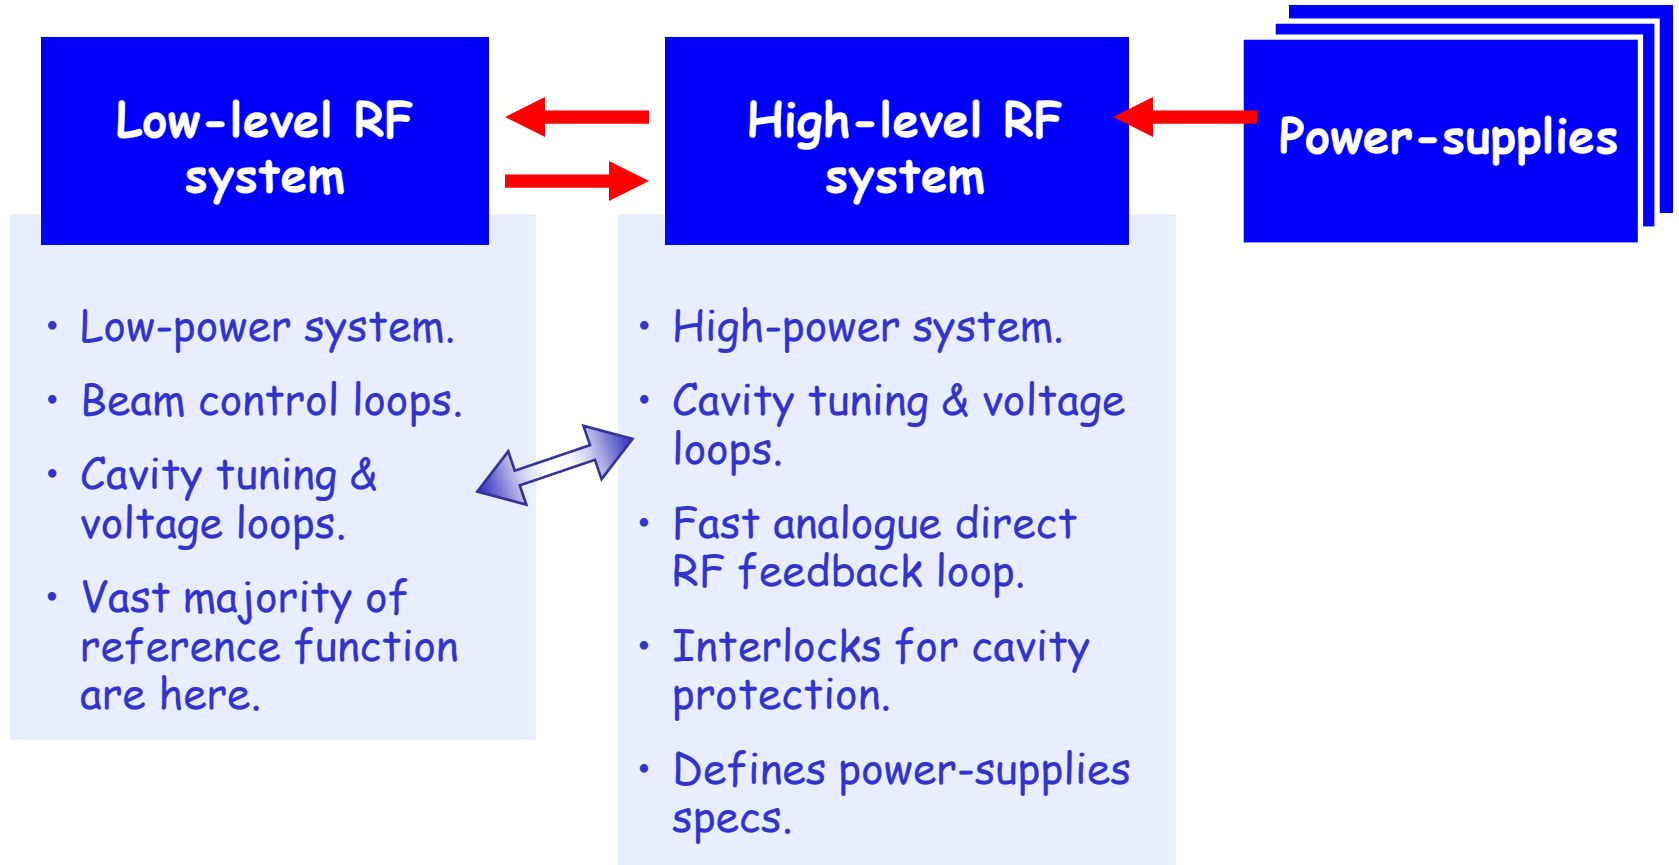 Low-level RF
system
High-level RF
system
Power-supplies
• Low-power system.
• Beam control loops.
• Cavity tuning &
voltage loops.
• Vast majority of
reference function
are here.
• High-power system.
• Cavity tuning & voltage
loops.
• Fast analogue direct
RF feedback loop.
• Interlocks for cavity
protection.
• Defines power-supplies
specs.